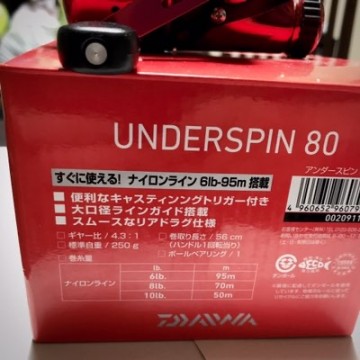 UNDERSPIN 80
アンダースピン
すぐに使える! ナイロンライン 6lb-95m 搭載
■便利なキャスティンングトリガー付き
■大口径ラインガイド搭載
■スムースなリアドラグ仕様
□ギヤー比/4.3:1 □巻取り長さ/56cm
□標準自重/250g (ハンドル1回転当り)
□ボールベアリング/1
□巻糸量
lb. m
ナイロンライン 6lb. 95m
8lb. 70m
10lb. 50m
4 960652 96079
0020911
DAIWA